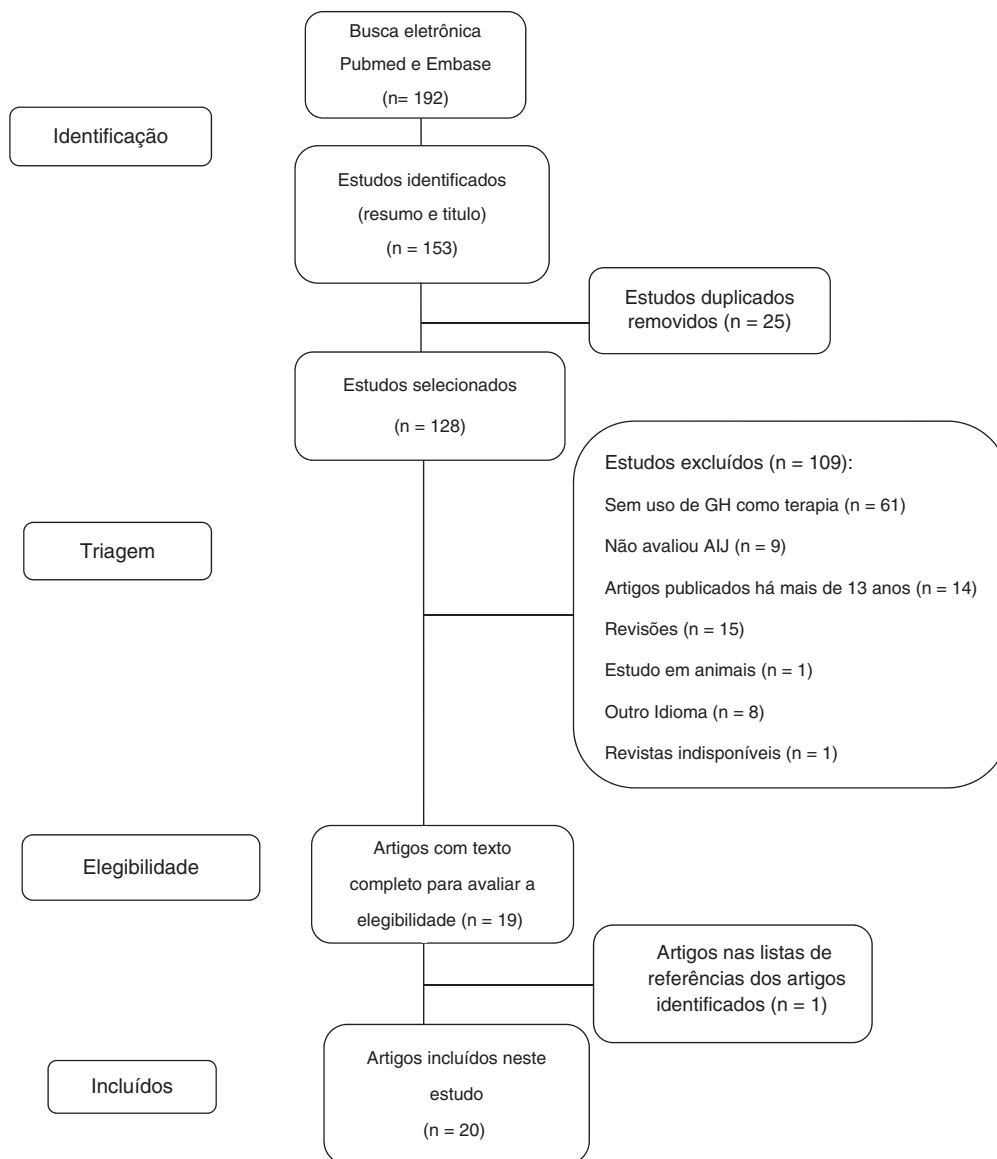 Busca eletrônica
Pubmed e Embase
(n= 192)
Identificação
Estudos identificados
(resumo e titulo)
(n = 153)
Estudos duplicados
removidos (n = 25)
Estudos selecionados
(n = 128)
Triagem
Estudos excluídos (n = 109):
Sem uso de GH como terapia (n = 61)
Não avaliou AIJ (n = 9)
Artigos publicados há mais de 13 anos (n = 14)
Revisões (n = 15)
Estudo em animais (n = 1)
Outro Idioma (n = 8)
Revistas indisponíveis (n = 1)
Elegibilidade
Artigos com texto
completo para avaliar a
elegibilidade (n = 19)
Artigos nas listas de
referências dos artigos
identificados (n = 1)
Incluídos
Artigos incluídos neste
estudo
(n = 20)